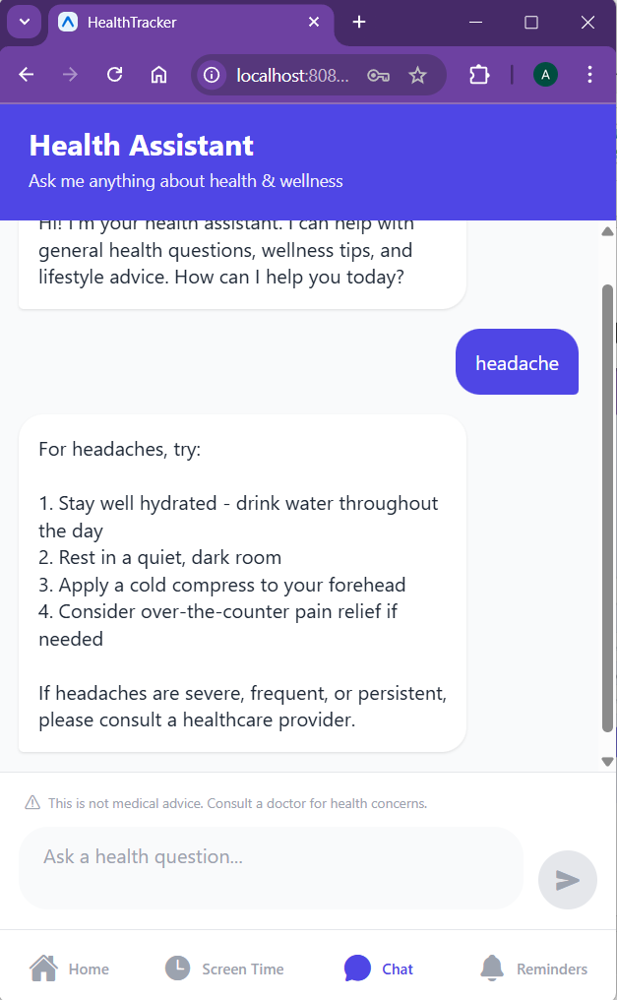 HealthTracker
localhost:808...
A
Health Assistant
Ask me anything about health & wellness
Hi! I'm your health assistant. I can help with
general health questions, wellness tips, and
lifestyle advice. How can I help you today?
headache
For headaches, try:
1. Stay well hydrated - drink water throughout
the day
2. Rest in a quiet, dark room
3. Apply a cold compress to your forehead
4. Consider over-the-counter pain relief if
needed
If headaches are severe, frequent, or persistent,
please consult a healthcare provider.
This is not medical advice. Consult a doctor for health concerns.
Ask a health question...
Home
Screen Time
Chat
Reminders